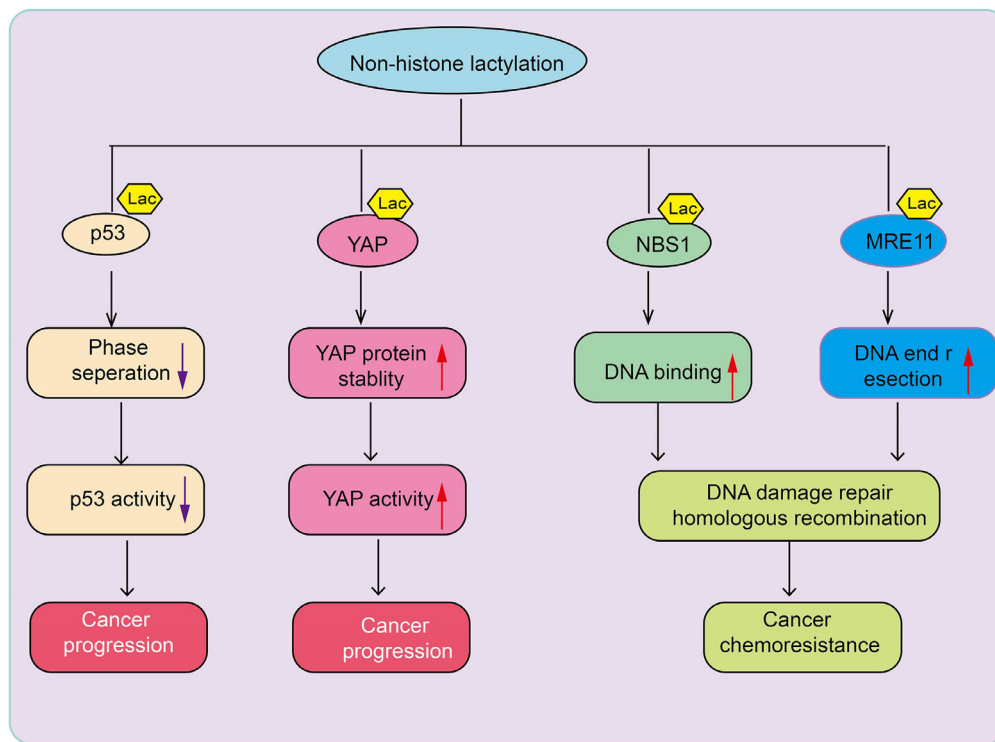 Non-histone lactylation
Lac
Lac
Lac
Lac
p53
YAP
NBS1
MRE11
Phase
seperation
YAP protein
stablity
DNA binding
DNA end r
esection
p53 activity
YAP activity
DNA damage repair
homologous recombination
Cancer
progression
Cancer
progression
Cancer
chemoresistance